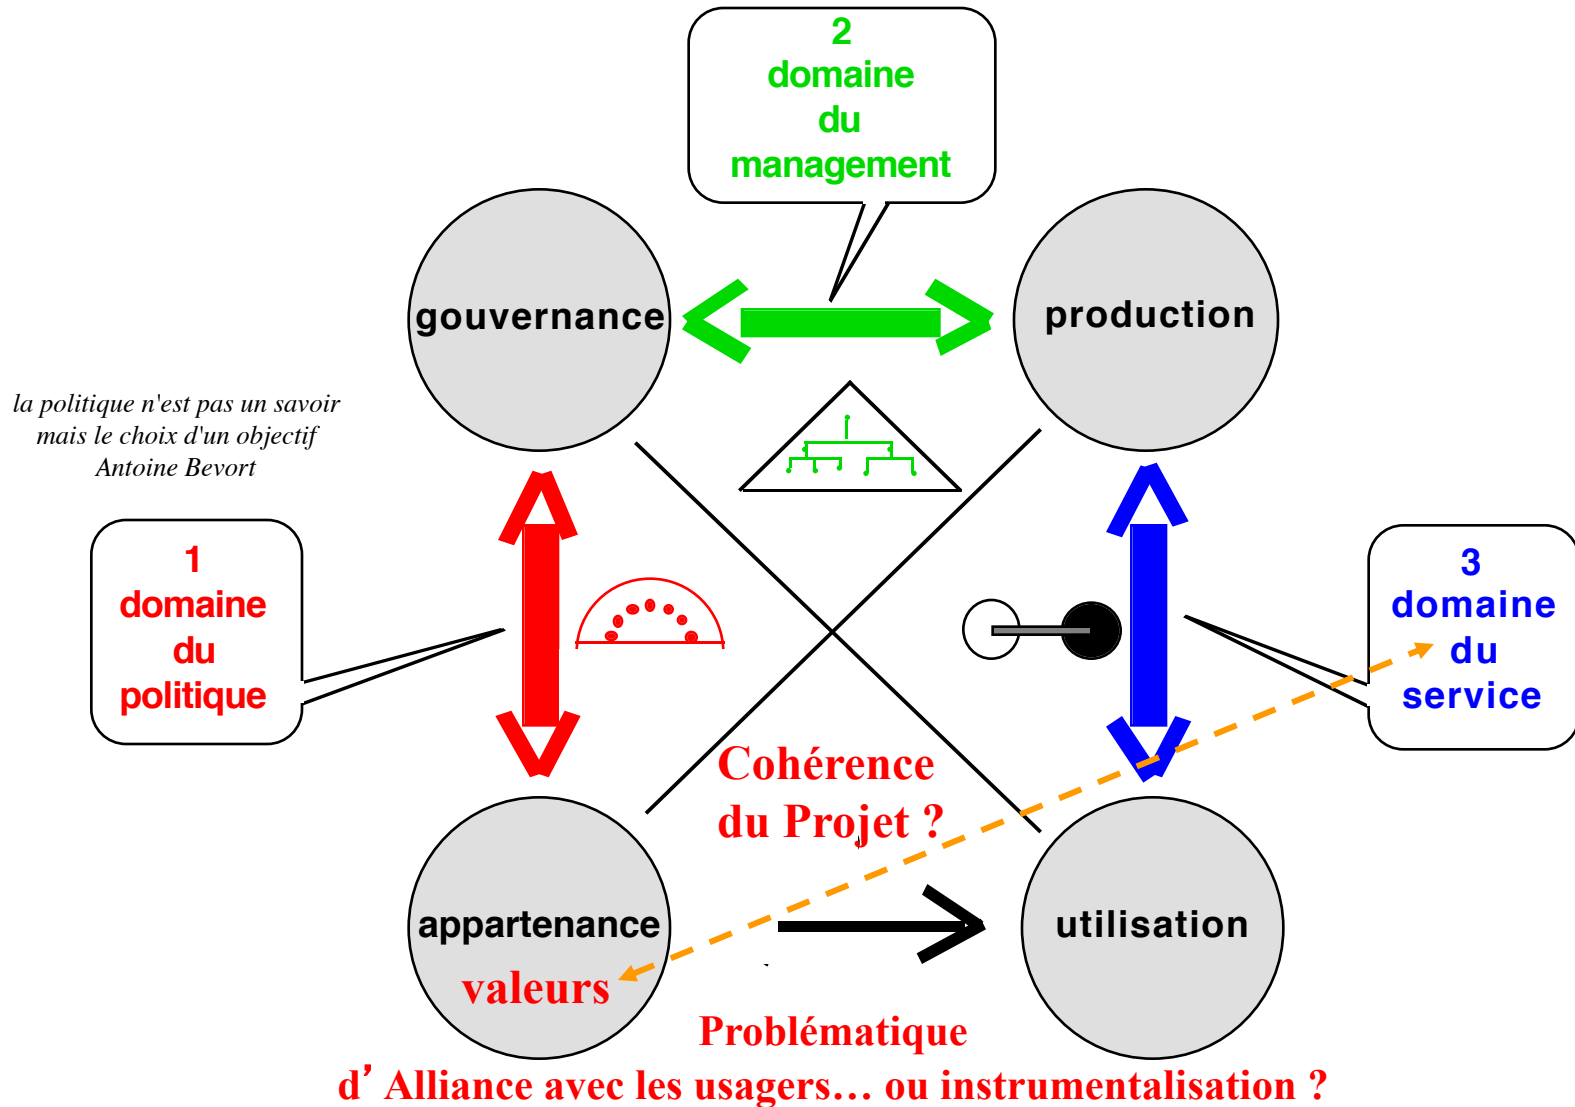 2
domaine
du
management
gouvernance
production
la politique n'est pas un savoir
mais le choix d'un objectif
Antoine Bevort
1
domaine
du
politique
3
domaine
du
service
Cohérence
du Projet ?
appartenance
valeurs
utilisation
Problématique
d’ Alliance avec les usagers… ou instrumentalisation ?